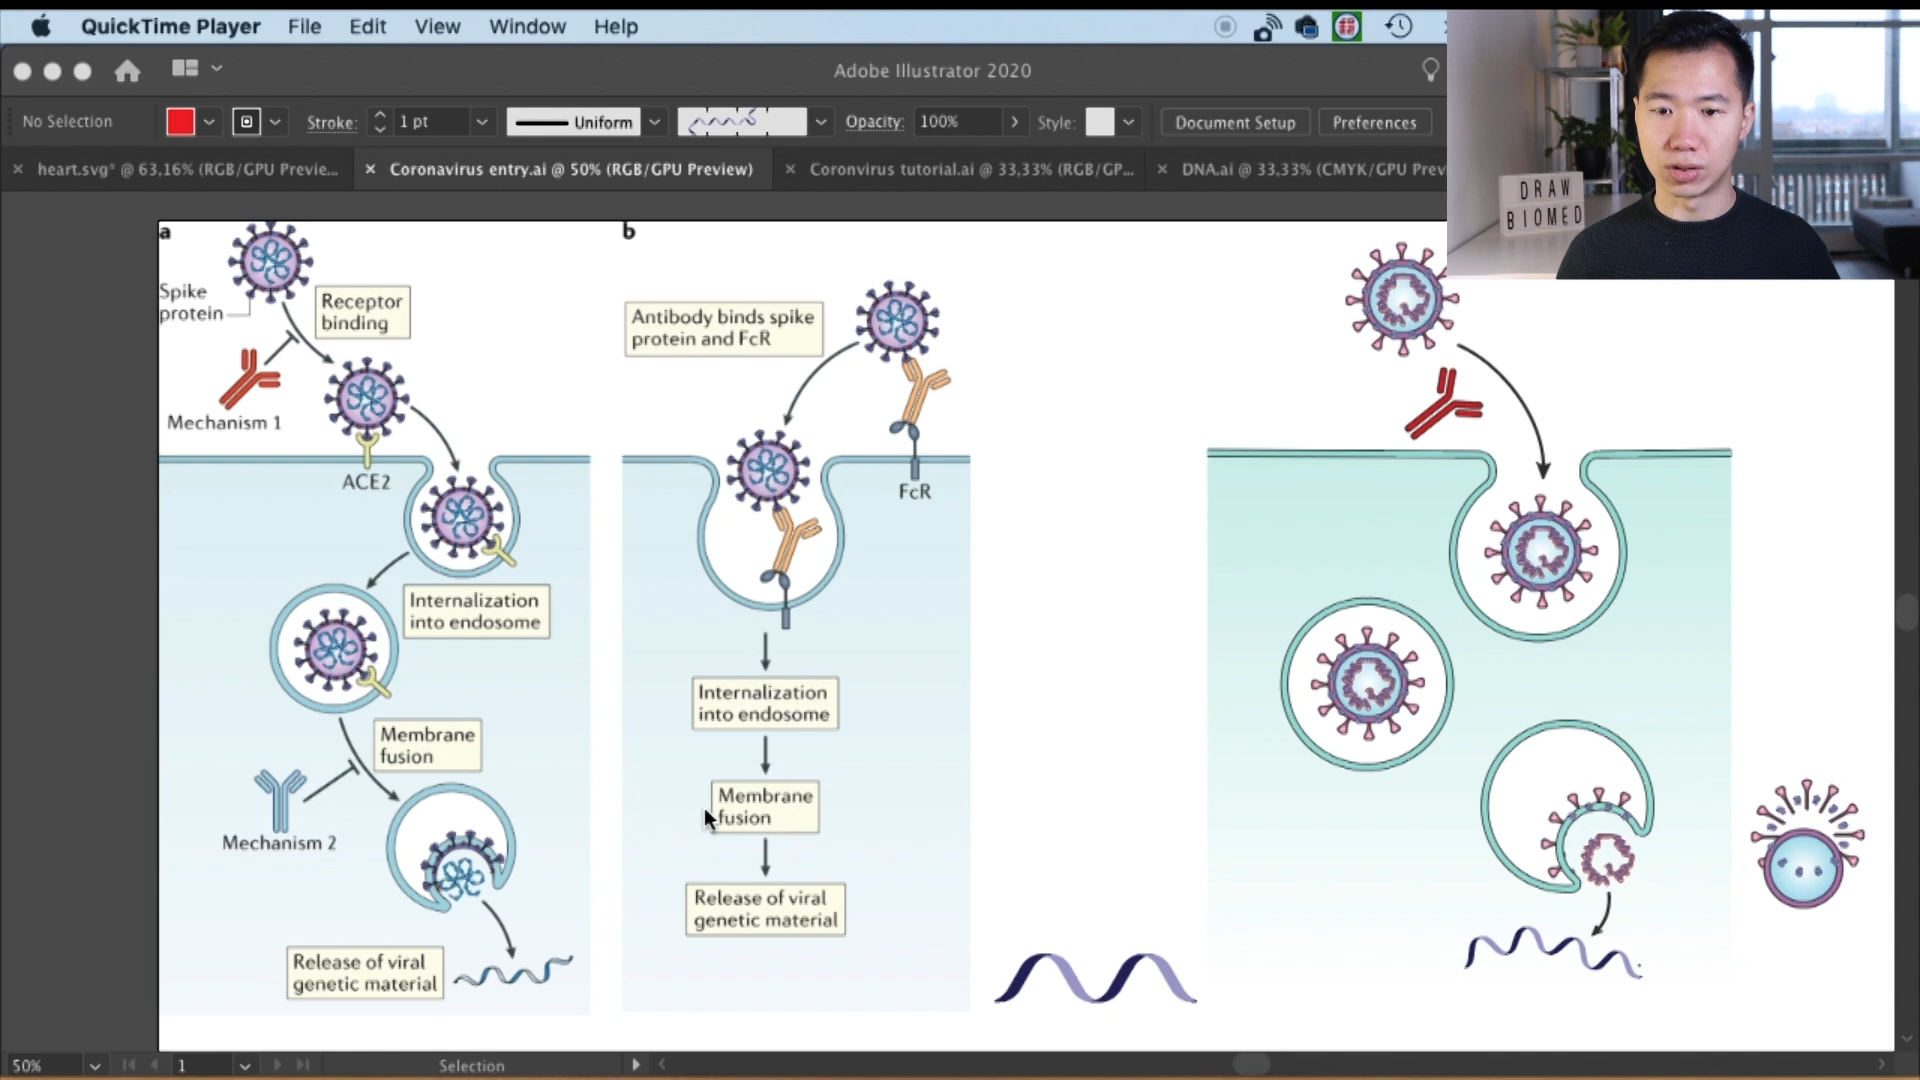 QuickTime Player File Edit View Window Help
Adobe Illustrator 2020
No Selection Stroke: 1 pt Uniform Opacity: 100% Style: Document Setup Preferences
heart.svg* @ 63,16% (RGB/GPU Previe... Coronavirus entry.ai @ 50% (RGB/GPU Preview) Coronvirus tutorial.ai @ 33,33% (RGB/GP... DNA.ai @ 33,33% (CMYK/GPU Prev
DRAW
BIOMED
a
Spike
protein
Receptor
binding
Mechanism 1
ACE2
Internalization
into endosome
Membrane
fusion
Mechanism 2
Release of viral
genetic material
b
Antibody binds spike
protein and FcR
FcR
Internalization
into endosome
Membrane
fusion
Release of viral
genetic material
50% 1 Selection